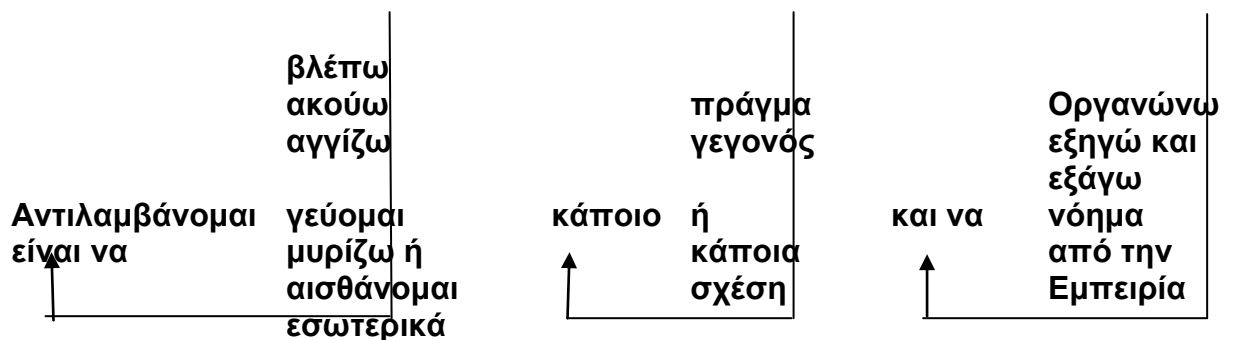 βλέπω
ακούω
αγγίζω
πράγμα
γεγονός
Οργανώνω
εξηγώ και
εξάγω
Αντιλαμβάνομαι
είναι να
γεύομαι
μυρίζω ή
αισθάνομαι
εσωτερικά
κάποιο
ή
κάποια
σχέση
και να
νόημα
από την
Εμπειρία